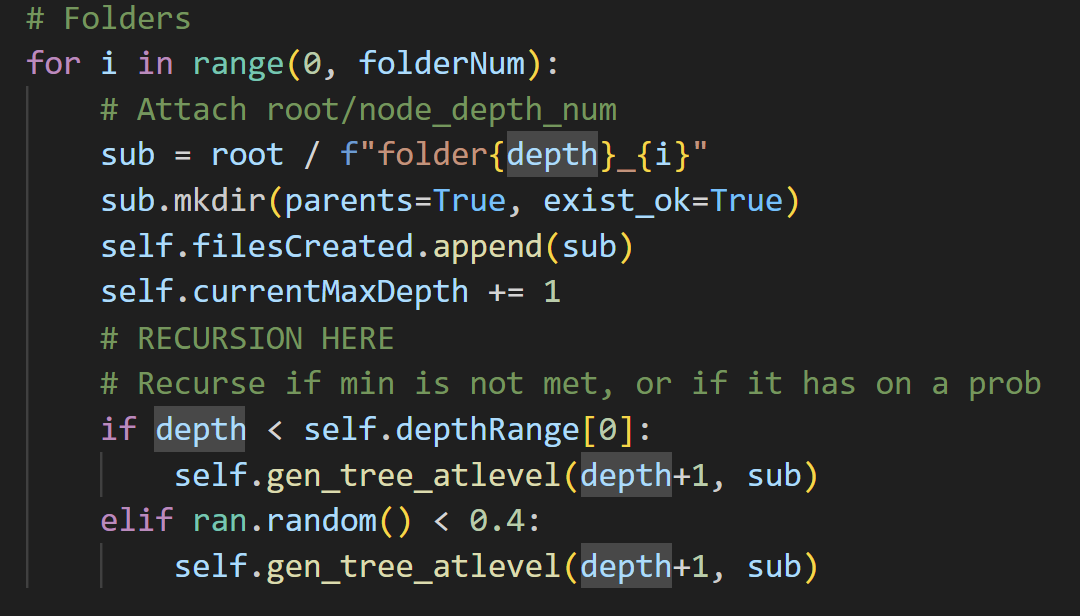 # Folders
for i in range(0, folderNum):
    # Attach root/node_depth_num
    sub = root / f"folder{depth}_{i}"
    sub.mkdir(parents=True, exist_ok=True)
    self.filesCreated.append(sub)
    self.currentMaxDepth += 1
    # RECURSION HERE
    # Recurse if min is not met, or if it has on a prob
    if depth < self.depthRange[0]:
        self.gen_tree_atlevel(depth+1, sub)
    elif ran.random() < 0.4:
        self.gen_tree_atlevel(depth+1, sub)